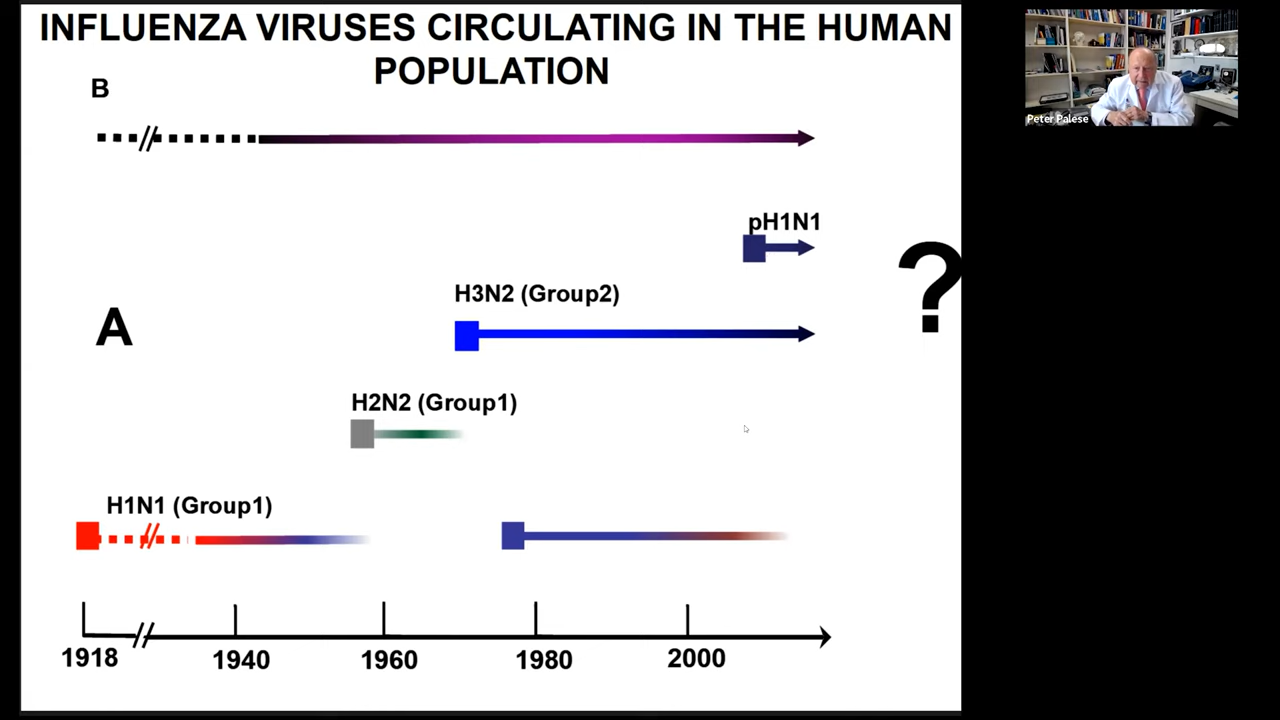 INFLUENZA VIRUSES CIRCULATING IN THE HUMAN
POPULATION
B
Peter Palese
pH1N1
?
H3N2 (Group2)
A
H2N2 (Group1)
H1N1 (Group1)
1918
1940
1960
1980
2000